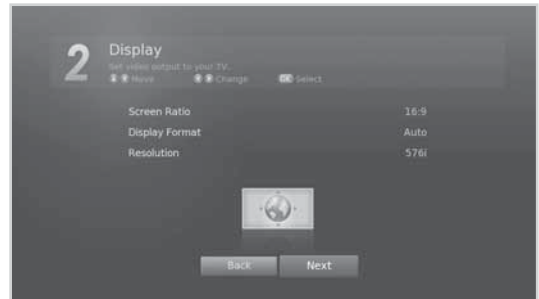 2
Display
Set video output to your TV.
Move Change OK Select
Screen Ratio 16:9
Display Format Auto
Resolution 576i
Back Next